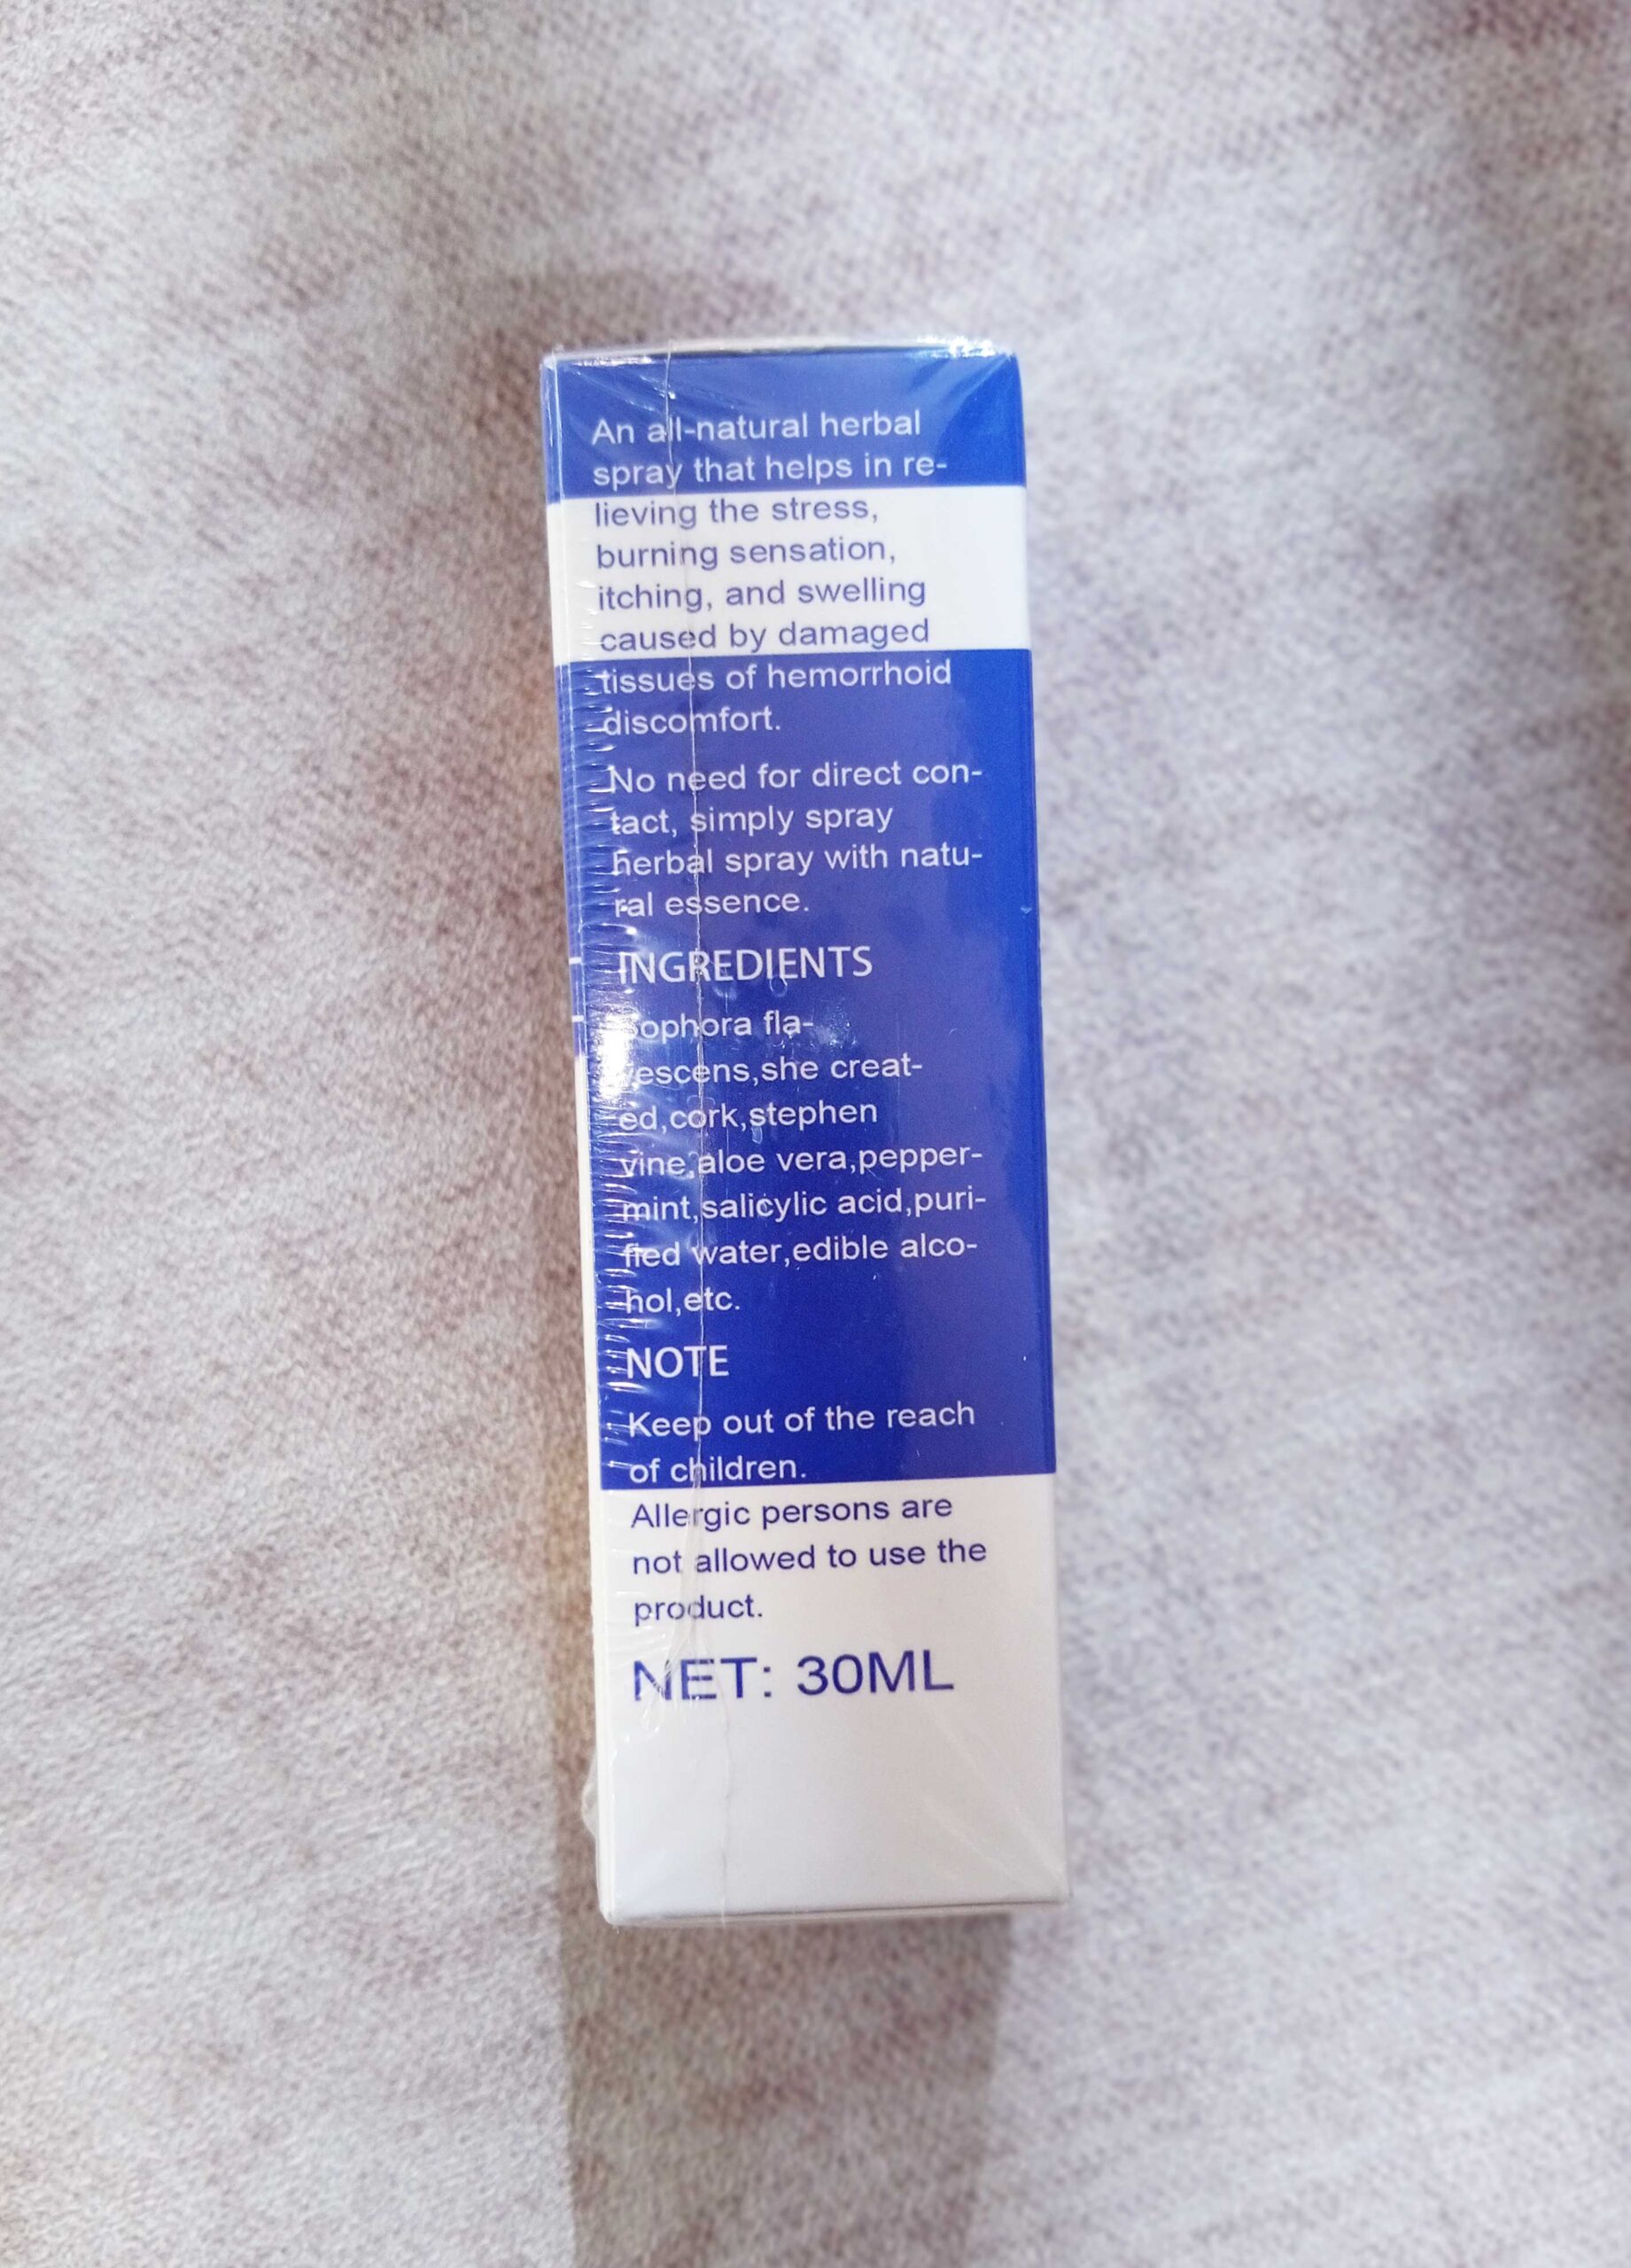 An all-natural herbal
spray that helps in re-
lieving the stress,
burning sensation,
itching, and swelling
caused by damaged
tissues of hemorrhoid
discomfort.
No need for direct con-
tact, simply spray
herbal spray with natu-
ral essence.
INGREDIENTS
Sophora fla-
vescens,she creat-
ed,cork,stephen
vine,aloe vera,pepper-
mint,salicylic acid,puri-
fied water,edible alco-
hol,etc.
NOTE
Keep out of the reach
of children.
Allergic persons are
not allowed to use the
product.
NET: 30ML